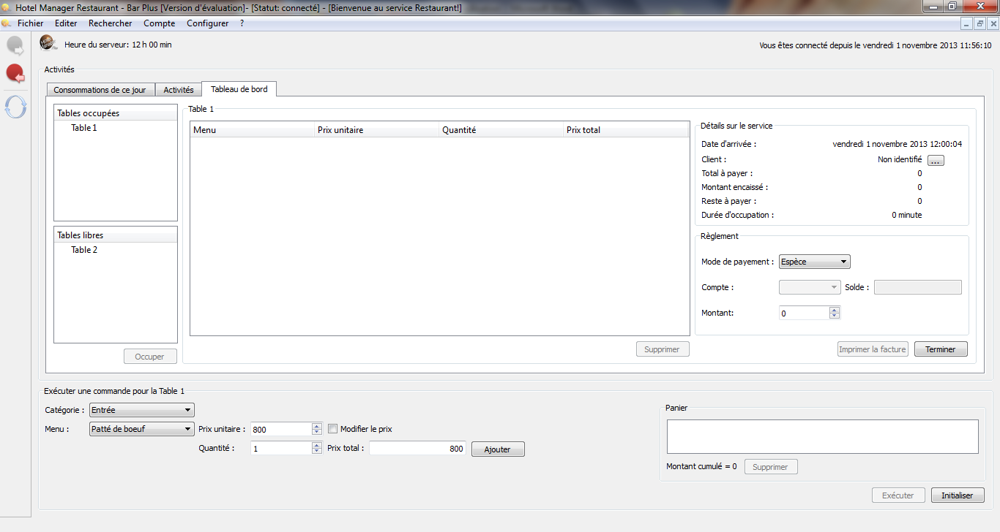 Hotel Manager Restaurant - Bar Plus [Version d'évaluation]- [Statut: connecté] - [Bienvenue au service Restaurant!]
Fichier Editer Rechercher Compte Configurer ?
Heure du serveur: 12 h 00 min
Vous êtes connecté depuis le vendredi 1 novembre 2013 11:56:10
Activités
Consommations de ce jour Activités Tableau de bord
Tables occupées
Table 1
Tables libres
Table 2
Occuper
Table 1
Menu Prix unitaire Quantité Prix total
Supprimer
Détails sur le service
Date d'arrivée : vendredi 1 novembre 2013 12:00:04
Client : Non identifié ...
Total à payer : 0
Montant encaissé : 0
Reste à payer : 0
Durée d'occupation : 0 minute
Règlement
Mode de payement : Espèce
Compte : Solde :
Montant: 0
Imprimer la facture Terminer
Exécuter une commande pour la Table 1
Catégorie : Entrée
Menu : Patté de boeuf Prix unitaire : 800 Modifier le prix
Quantité : 1 Prix total : 800 Ajouter
Panier
Montant cumulé = 0 Supprimer
Exécuter Initialiser